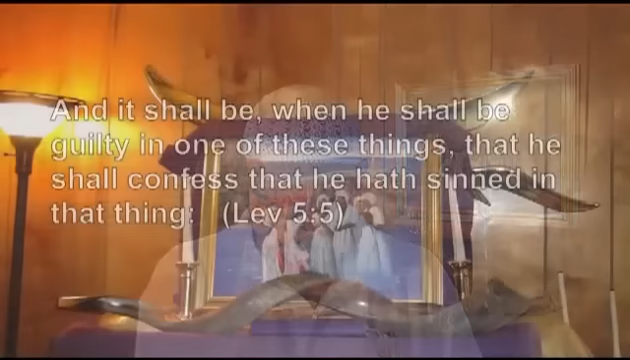 And it shall be, when he shall be
guilty in one of these things, that he
shall confess that he hath sinned in
that thing: (Lev 5:5)